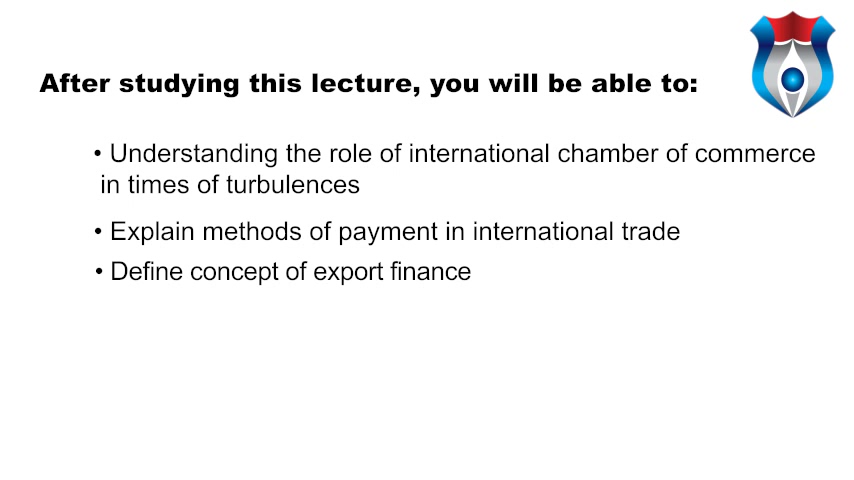 After studying this lecture, you will be able to:
• Understanding the role of international chamber of commerce
in times of turbulences
• Explain methods of payment in international trade
• Define concept of export finance